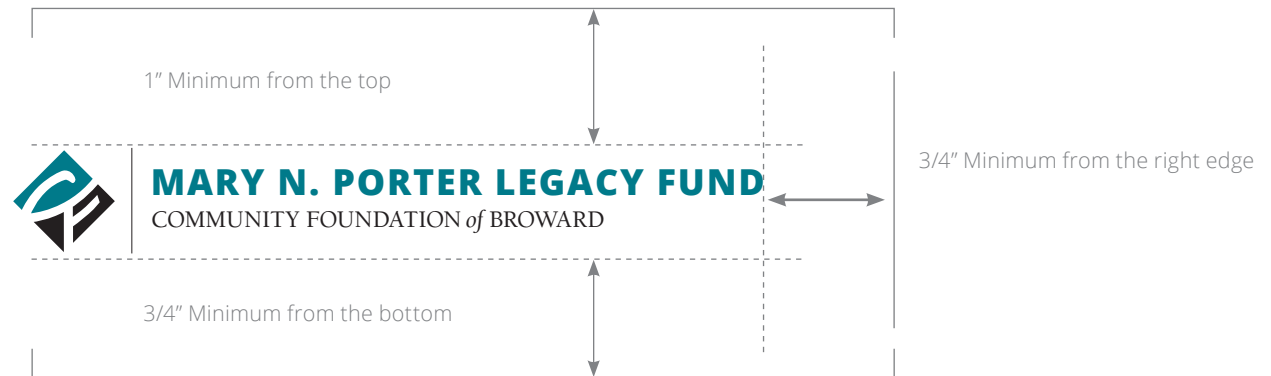 1” Minimum from the top
MARY N. PORTER LEGACY FUND
COMMUNITY FOUNDATION of BROWARD
3/4” Minimum from the right edge
3/4” Minimum from the bottom